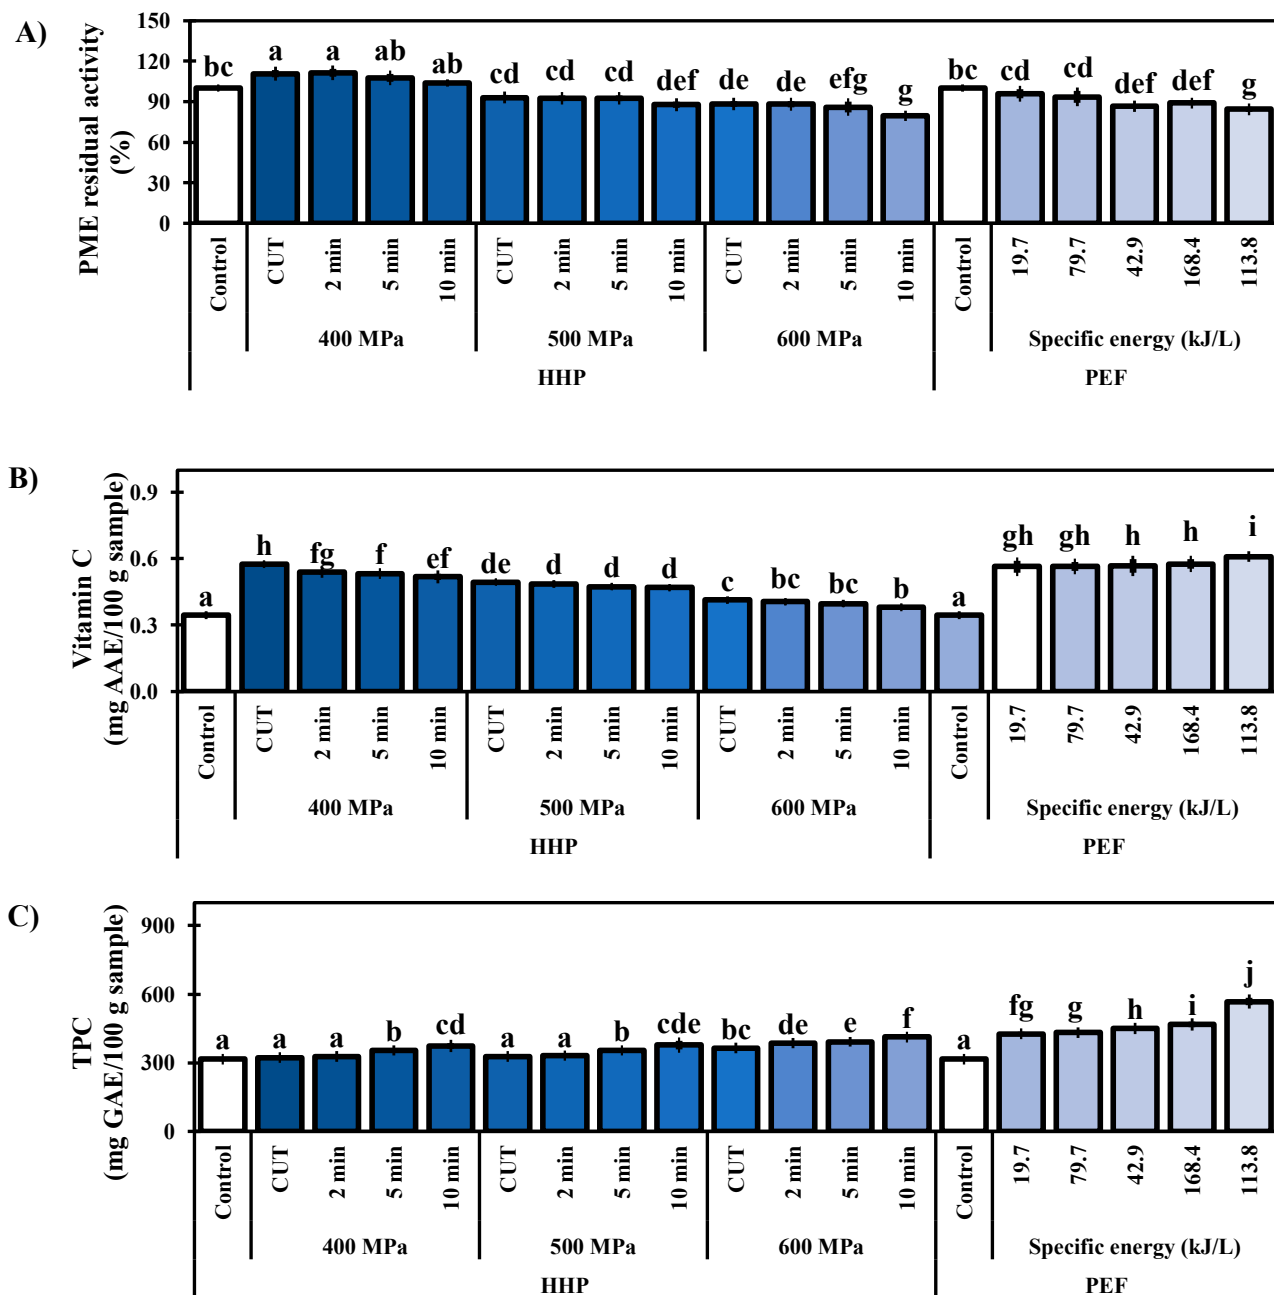 A)
PME residual activity
(%)
150
120
90
60
30
0
bc a a ab ab cd cd cd def de de efg g bc cd cd def def g
Control CUT 2 min 5 min 10 min CUT 2 min 5 min 10 min CUT 2 min 5 min 10 min Control 19.7 79.7 42.9 168.4 113.8
400 MPa 500 MPa 600 MPa Specific energy (kJ/L)
HHP PEF
B)
Vitamin C
(mg AAE/100 g sample)
0.9
0.6
0.3
0.0
a h fg f ef de d d d c bc bc b a gh gh h h i
Control CUT 2 min 5 min 10 min CUT 2 min 5 min 10 min CUT 2 min 5 min 10 min Control 19.7 79.7 42.9 168.4 113.8
400 MPa 500 MPa 600 MPa Specific energy (kJ/L)
HHP PEF
C)
TPC
(mg GAE/100 g sample)
900
600
300
0
a a a b cd a a b cde bc de e f a fg g h i j
Control CUT 2 min 5 min 10 min CUT 2 min 5 min 10 min CUT 2 min 5 min 10 min Control 19.7 79.7 42.9 168.4 113.8
400 MPa 500 MPa 600 MPa Specific energy (kJ/L)
HHP PEF